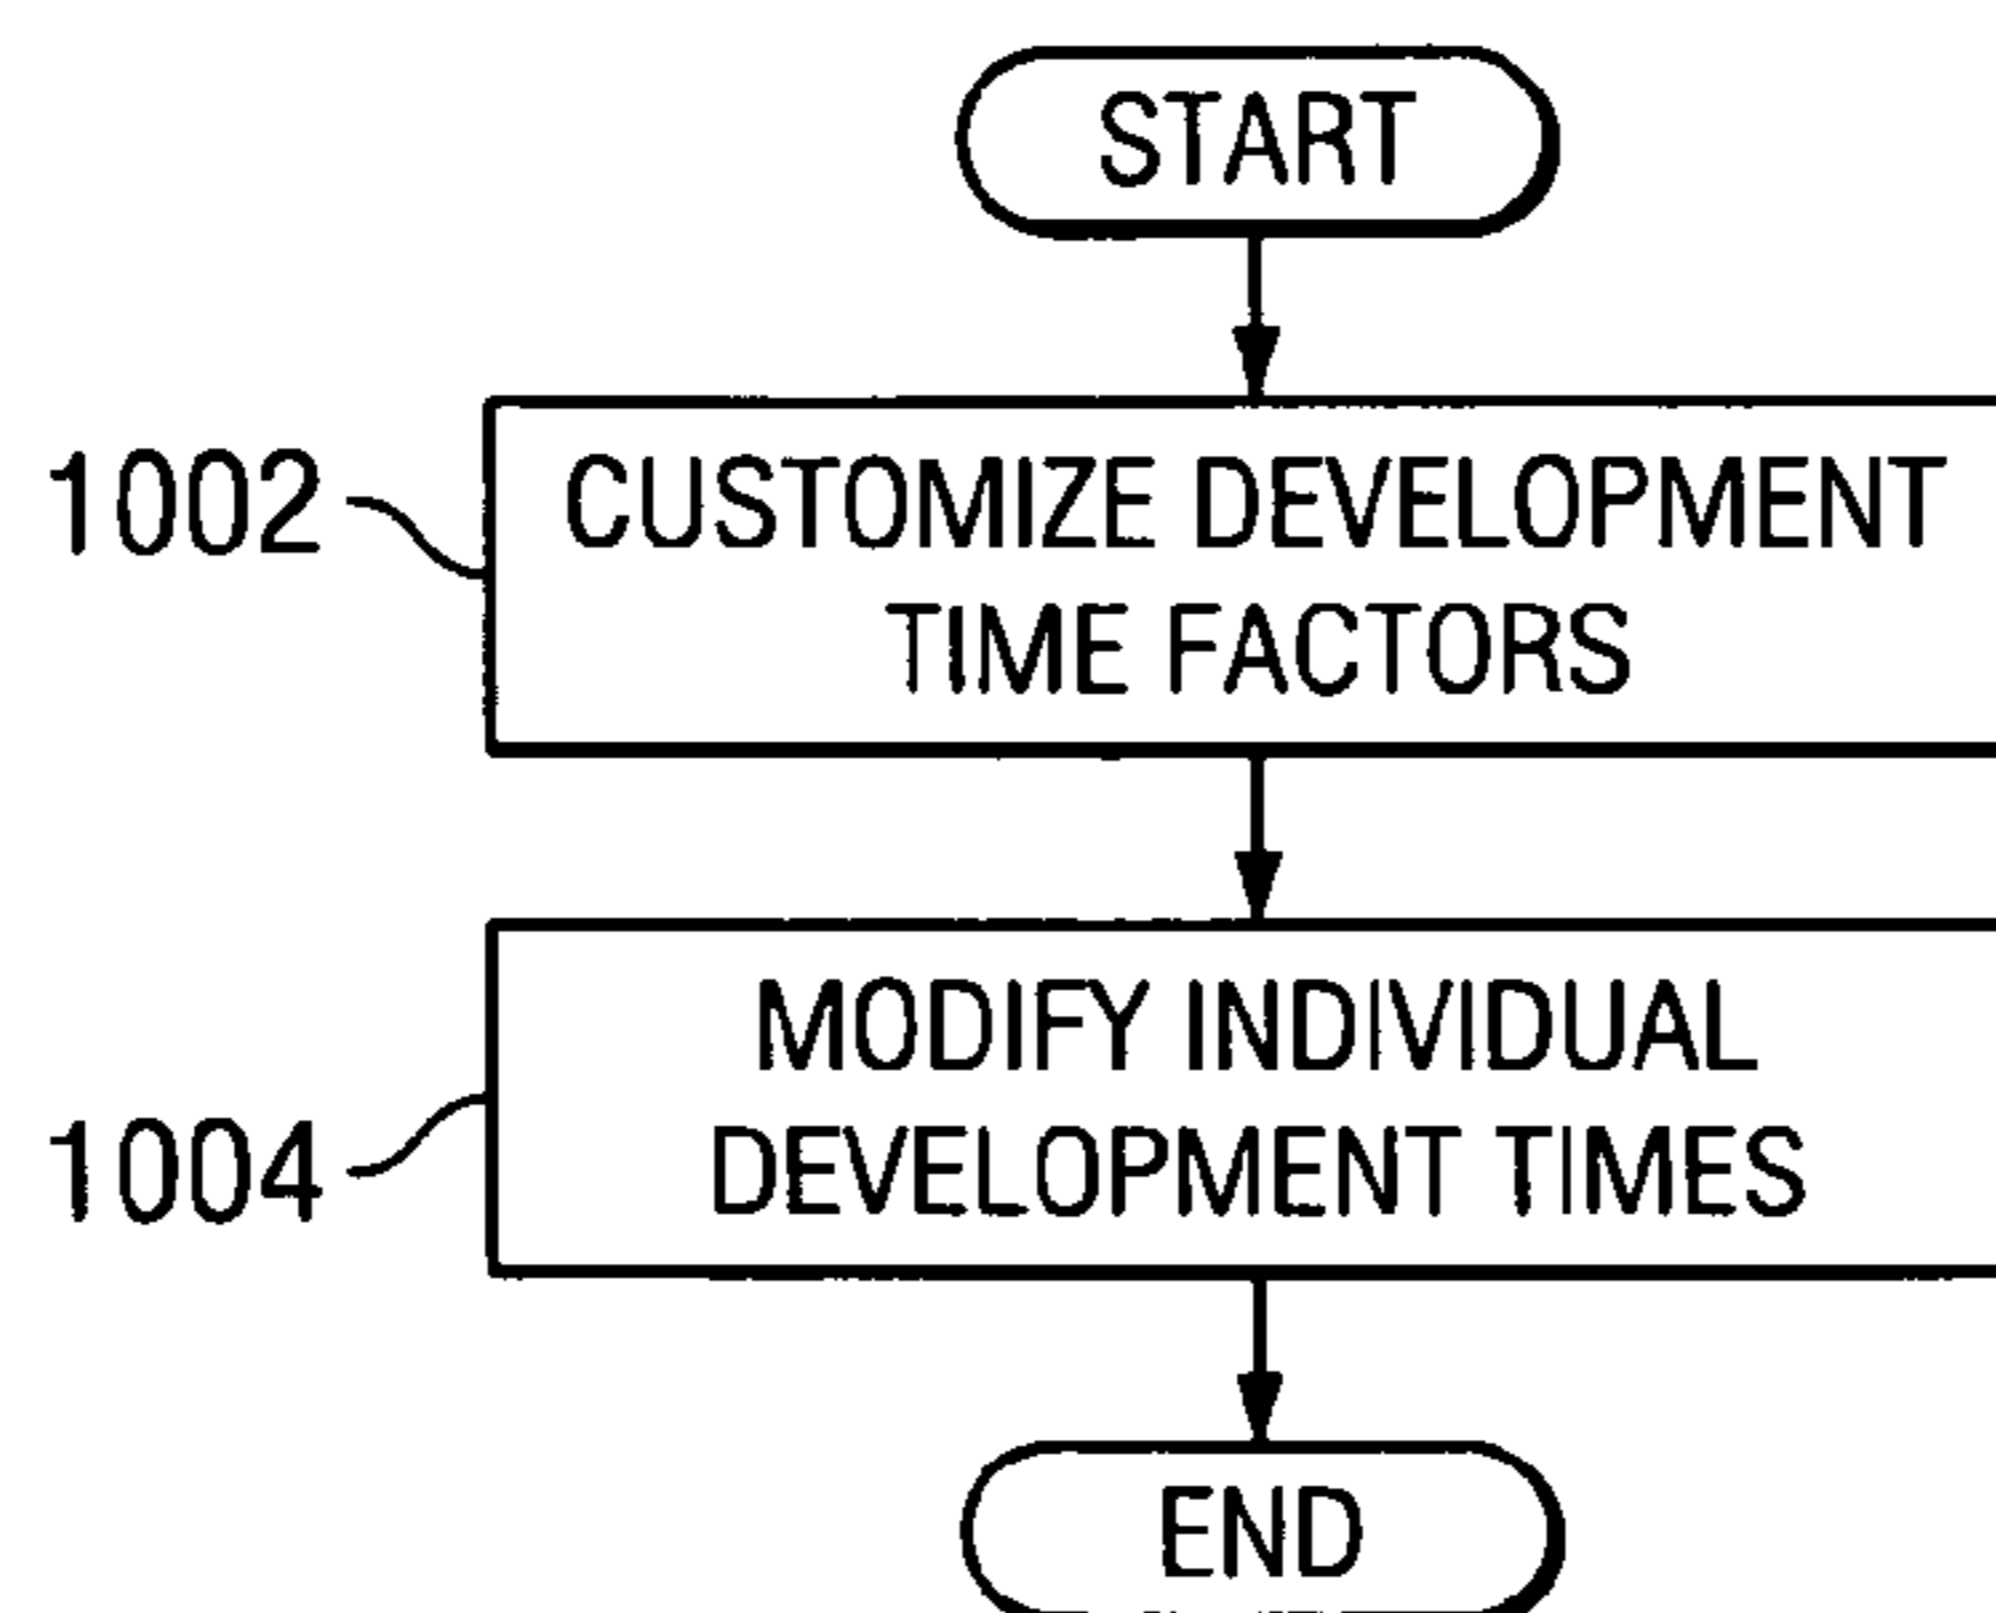 START
1002
CUSTOMIZE DEVELOPMENT
TIME FACTORS
MODIFY INDIVIDUAL
1004
DEVELOPMENT TIMES
END